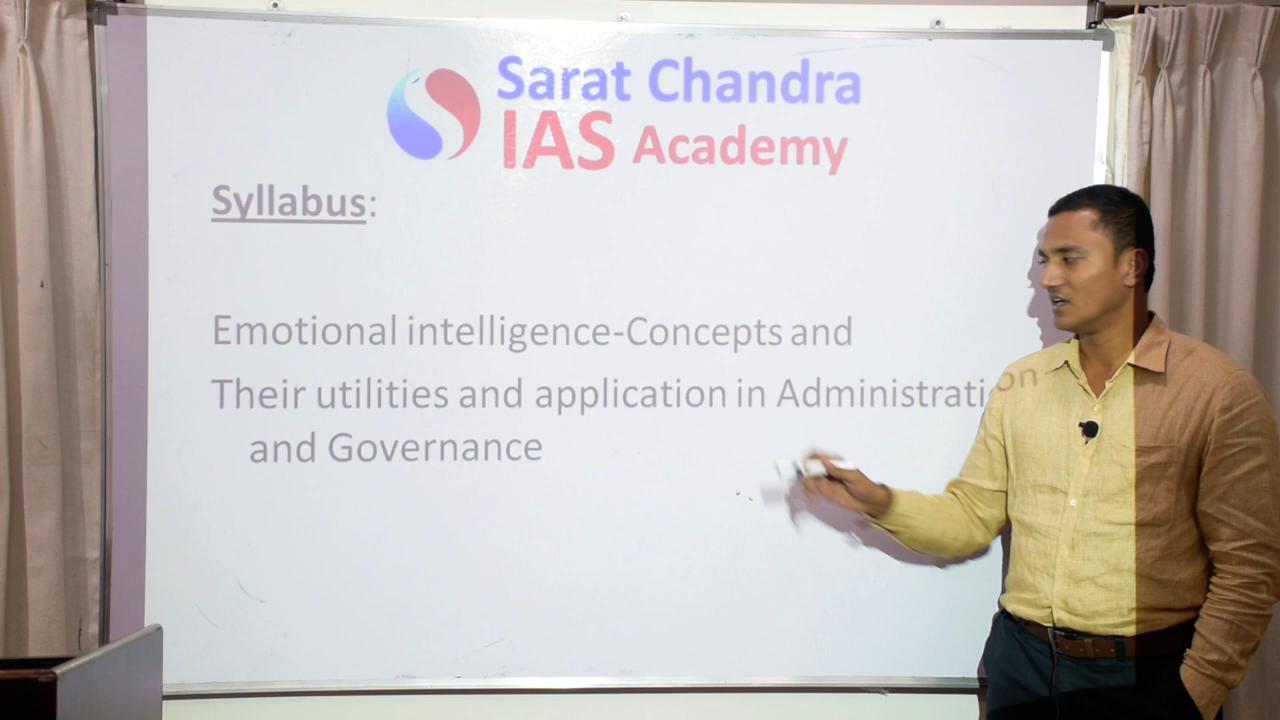 Sarat Chandra
IAS Academy
Syllabus:
Emotional intelligence-Concepts and
Their utilities and application in Administration
and Governance